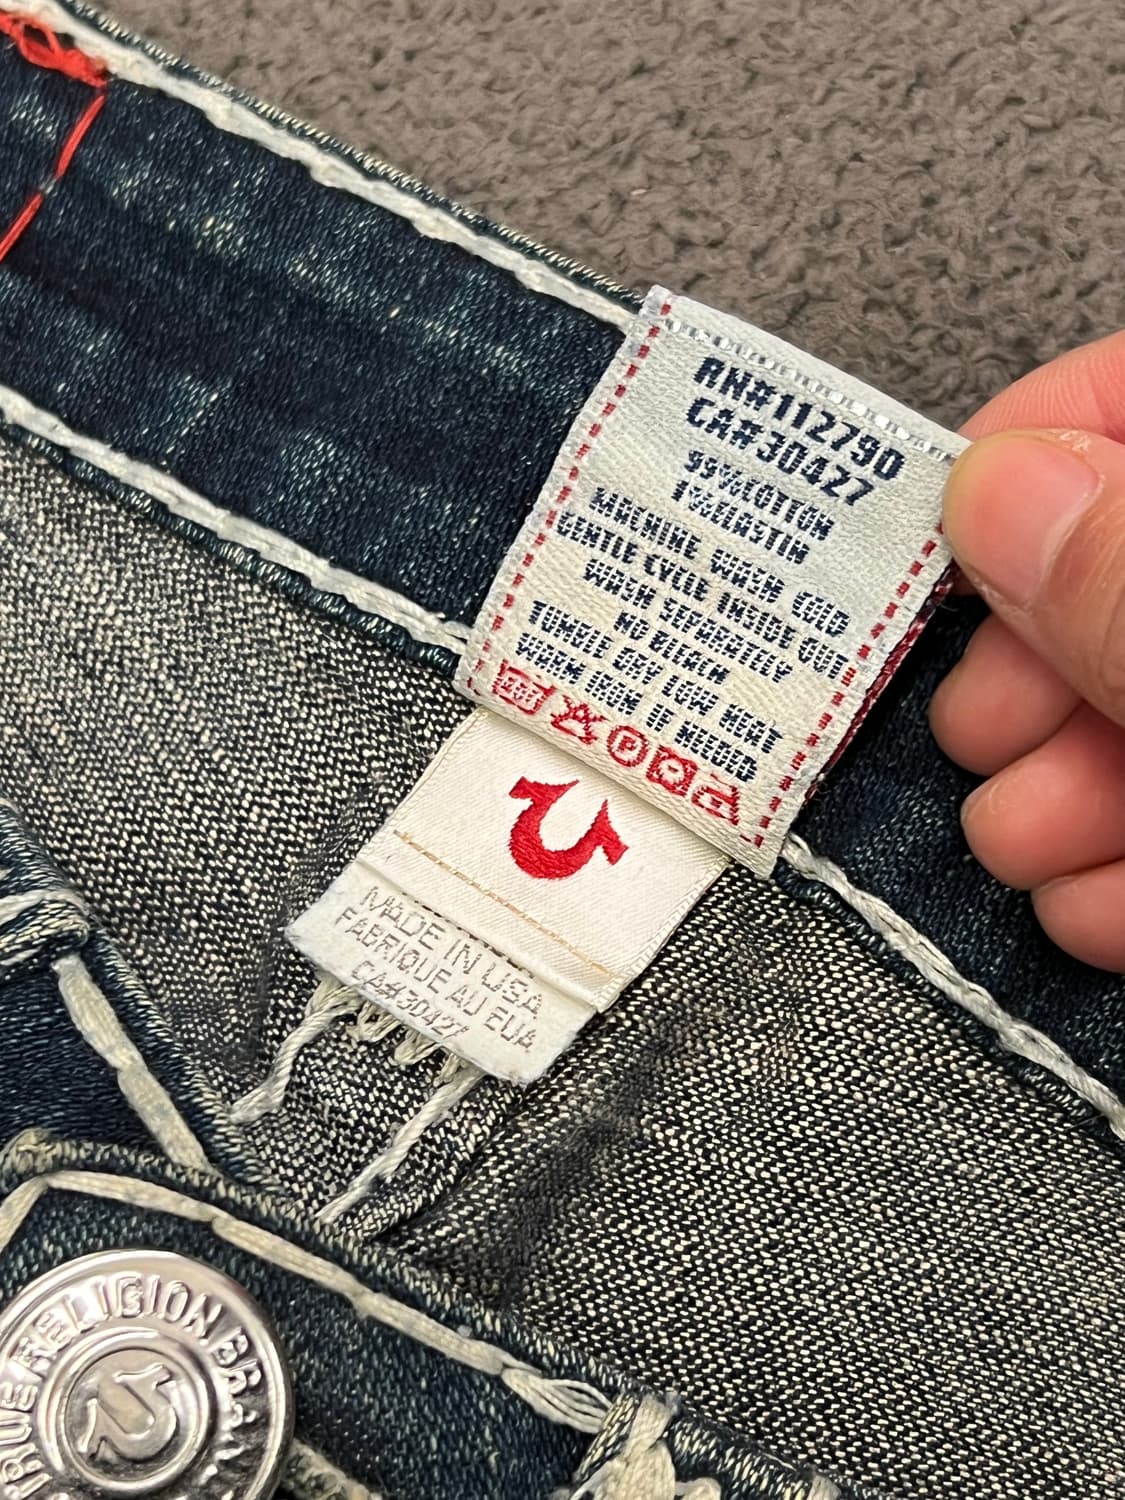 RN#112790
CA#30427
99%COTTON
1%ELASTIN
MACHINE WASH COLD
GENTLE CYCLE INSIDE OUT
WASH SEPARATELY
NO BLEACH
TUMBLE DRY LOW HEAT
WARM IRON IF NEEDED
P
MADE IN USA
FABRIQUE AU EUA
CA#30427
TRUE RELIGION BRAND